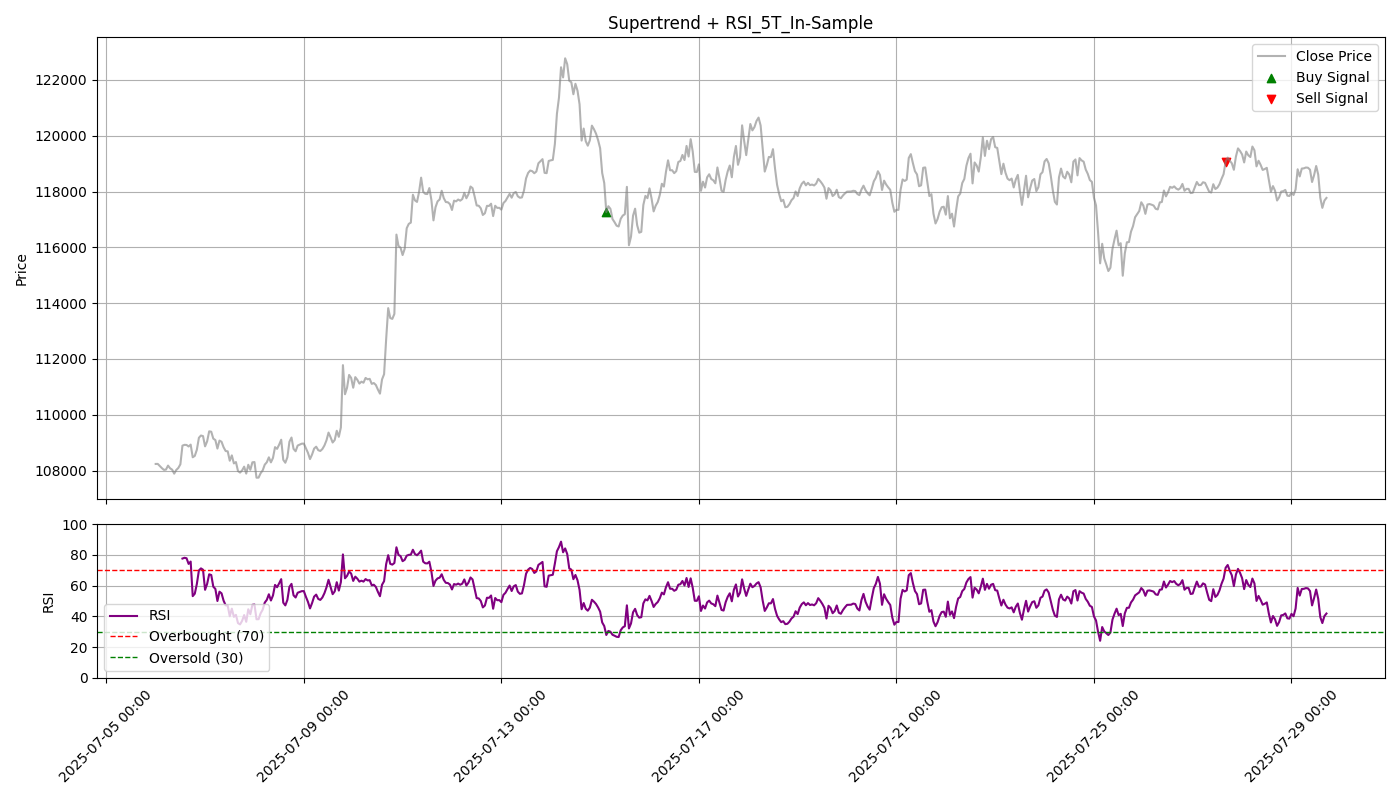 Supertrend + RSI_5T_In-Sample
Price
122000
120000
118000
116000
114000
112000
110000
108000
Close Price
Buy Signal
Sell Signal
RSI
100
80
60
40
20
0
RSI
Overbought (70)
Oversold (30)
2025-07-05 00:00
2025-07-09 00:00
2025-07-13 00:00
2025-07-17 00:00
2025-07-21 00:00
2025-07-25 00:00
2025-07-29 00:00